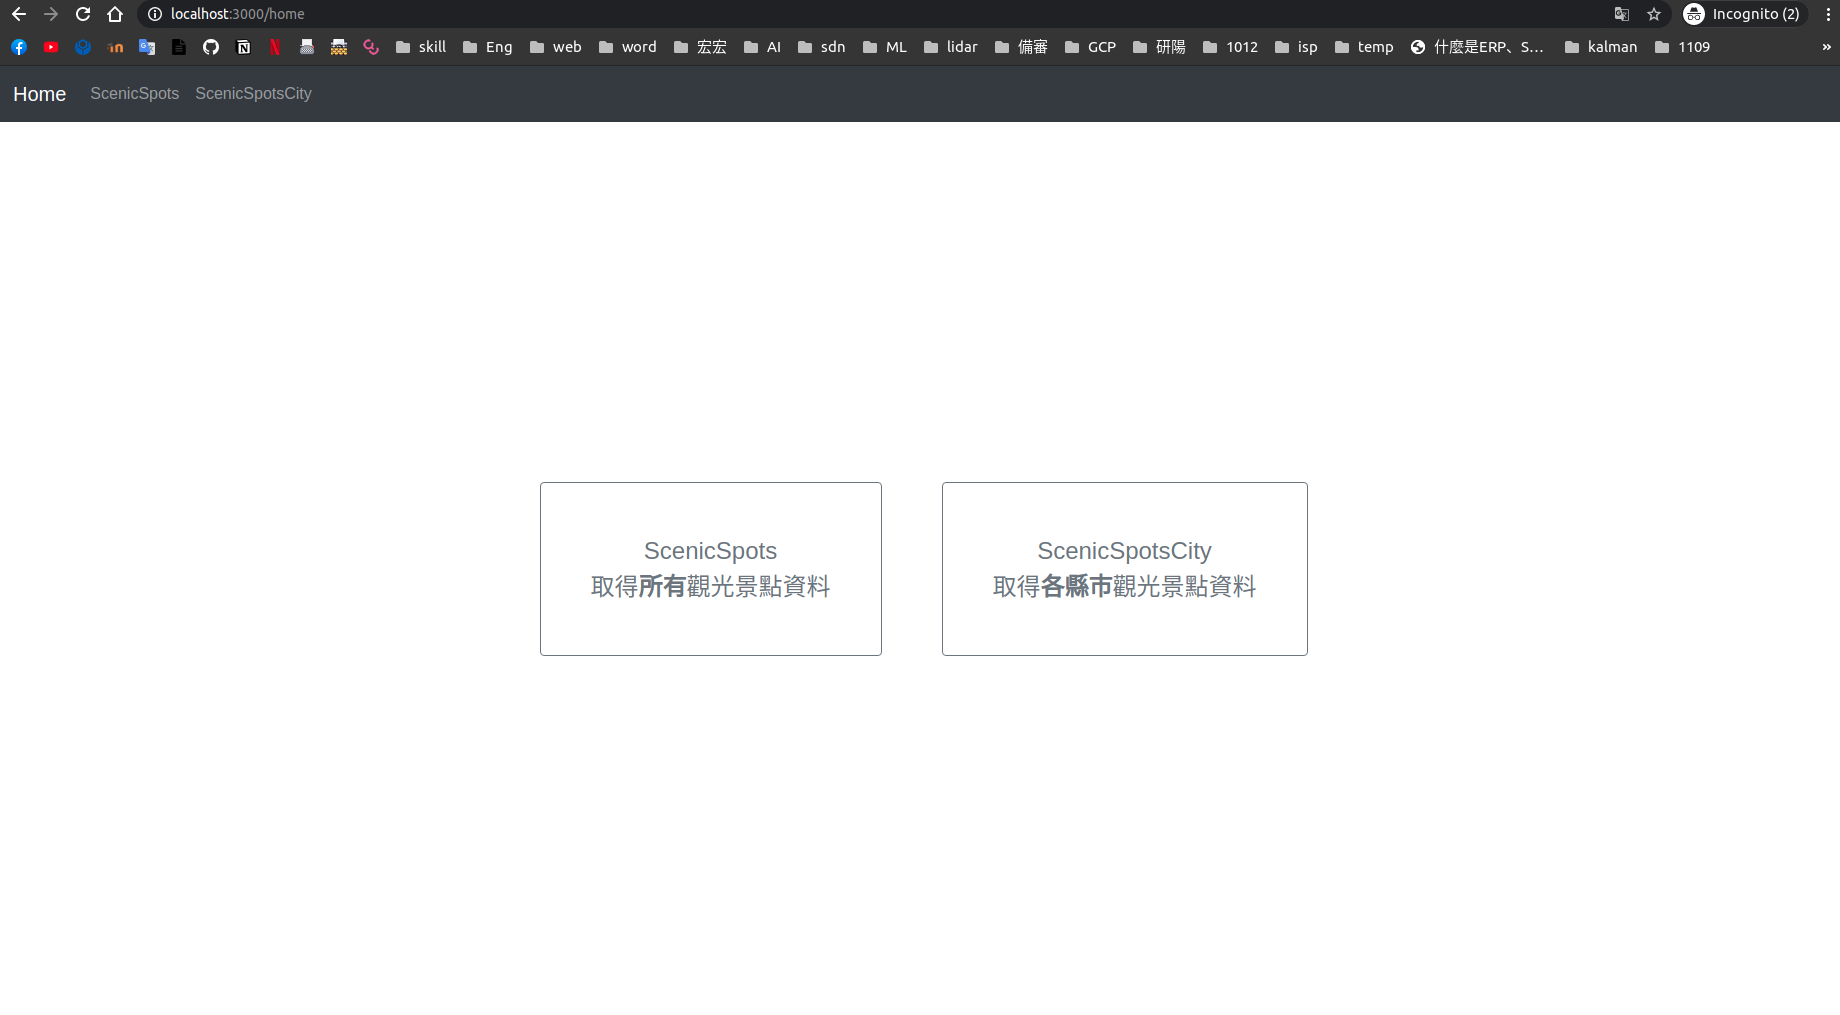 localhost:3000/home
Incognito (2)
skill Eng web word 宏宏 AI sdn ML lidar 備審 GCP 研陽 1012 isp temp 什麼是ERP、S... kalman 1109 »
Home ScenicSpots ScenicSpotsCity
ScenicSpots
取得所有觀光景點資料
ScenicSpotsCity
取得各縣市觀光景點資料